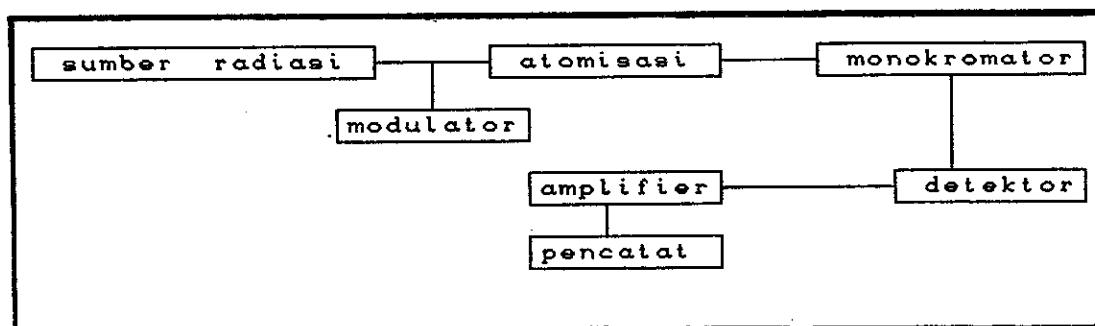 sumber radiasi
atomisasi
monokromator
modulator
amplifier
detektor
pencatat